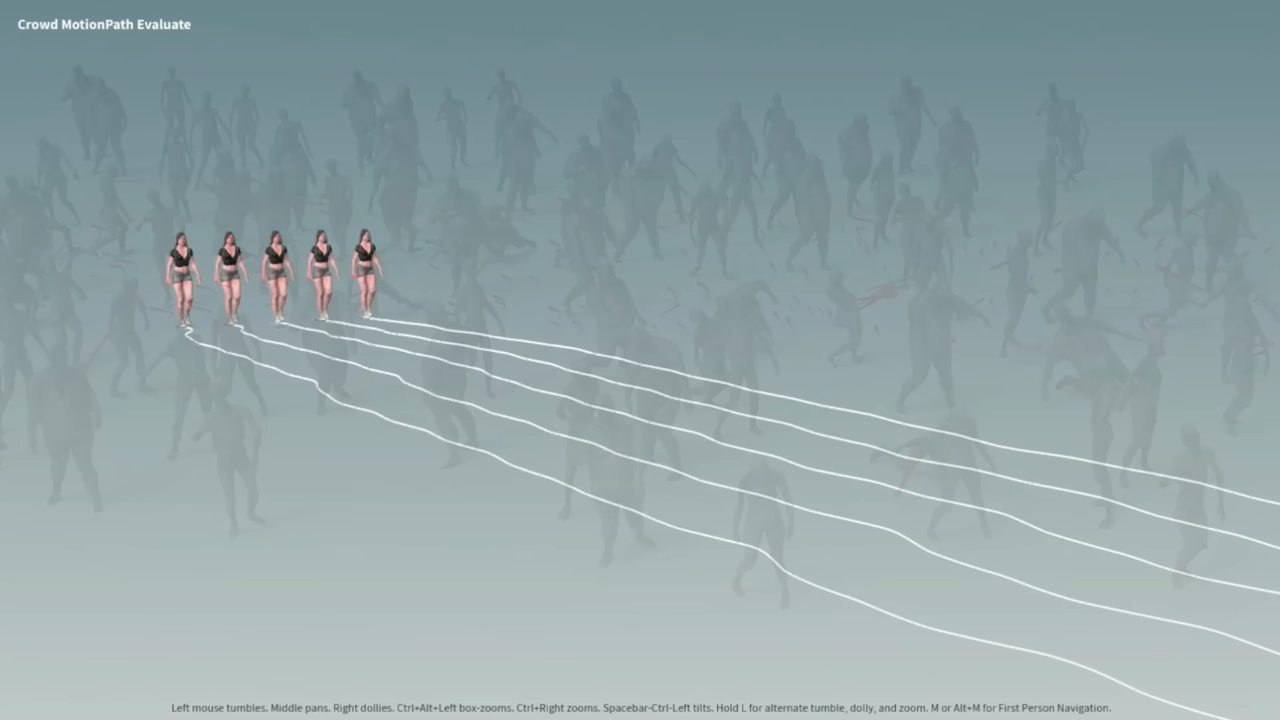 Crowd MotionPath Evaluate
Left mouse tumbles. Middle pans. Right dollies. Ctrl+Alt+Left box-zooms. Ctrl+Right zooms. Spacebar-Ctrl-Left tilts. Hold L for alternate tumble, dolly, and zoom. M or Alt+M for First Person Navigation.